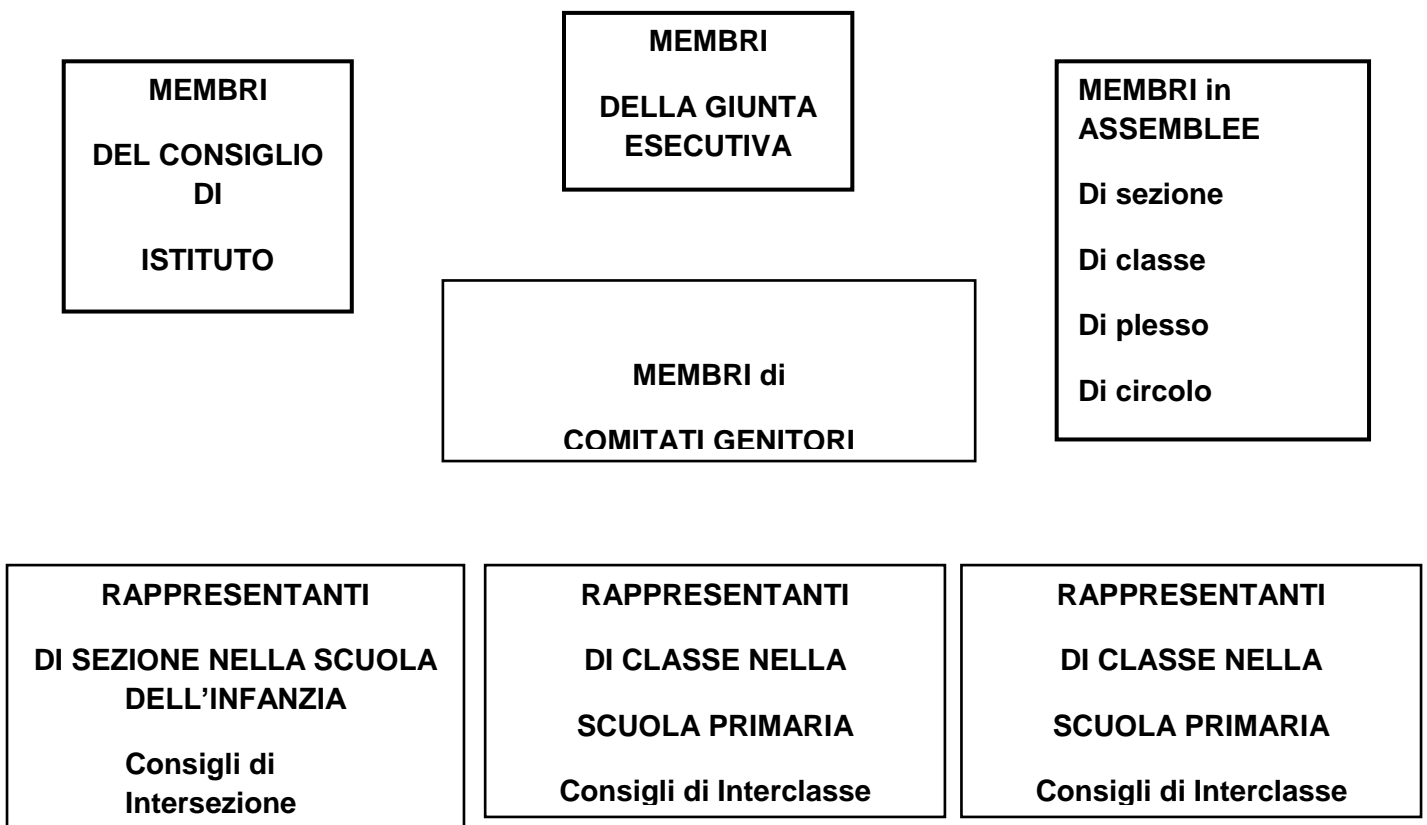 MEMBRI
DEL CONSIGLIO
DI
ISTITUTO
MEMBRI
DELLA GIUNTA
ESECUTIVA
MEMBRI in
ASSEMBLEE
Di sezione
Di classe
Di plesso
Di circolo
MEMBRI di
COMITATI GENITORI
RAPPRESENTANTI
DI SEZIONE NELLA SCUOLA
DELL’INFANZIA
Consigli di
Intersezione
RAPPRESENTANTI
DI CLASSE NELLA
SCUOLA PRIMARIA
Consigli di Interclasse
RAPPRESENTANTI
DI CLASSE NELLA
SCUOLA PRIMARIA
Consigli di Interclasse